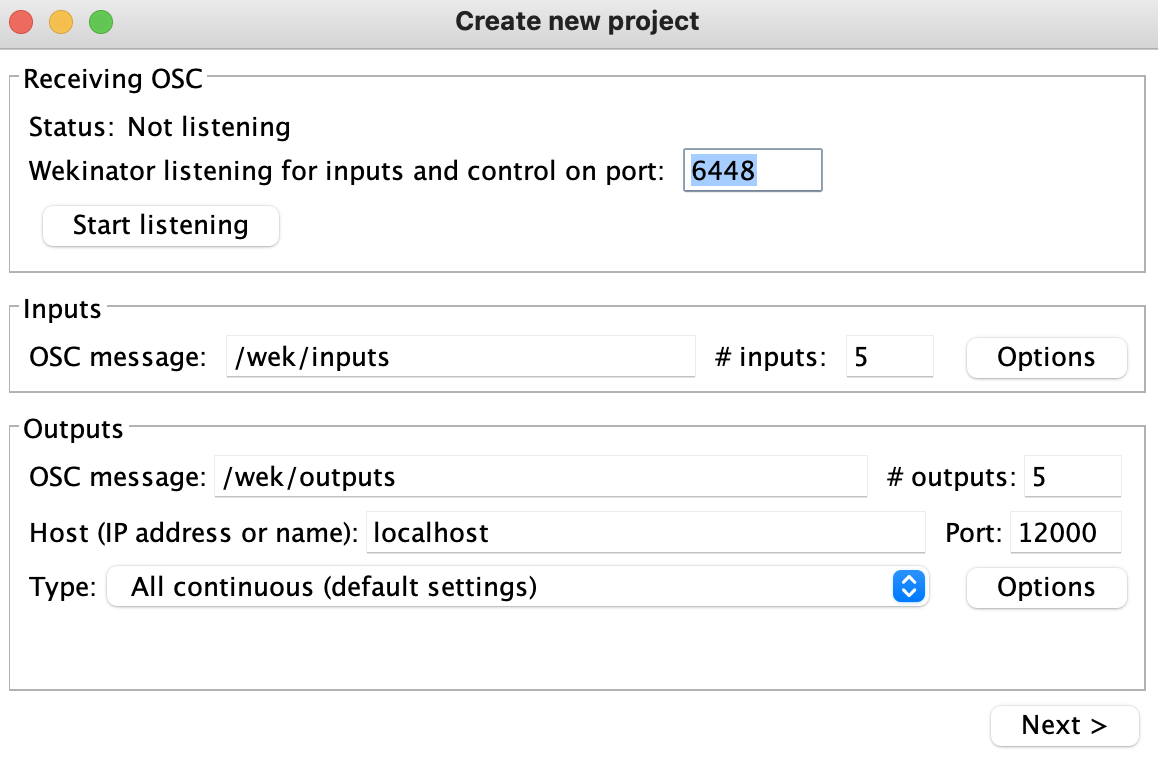 Create new project
Receiving OSC
Status: Not listening
Wekinator listening for inputs and control on port: 6448
Start listening
Inputs
OSC message: /wek/inputs # inputs: 5 Options
Outputs
OSC message: /wek/outputs # outputs: 5
Host (IP address or name): localhost Port: 12000
Type: All continuous (default settings) Options
Next >